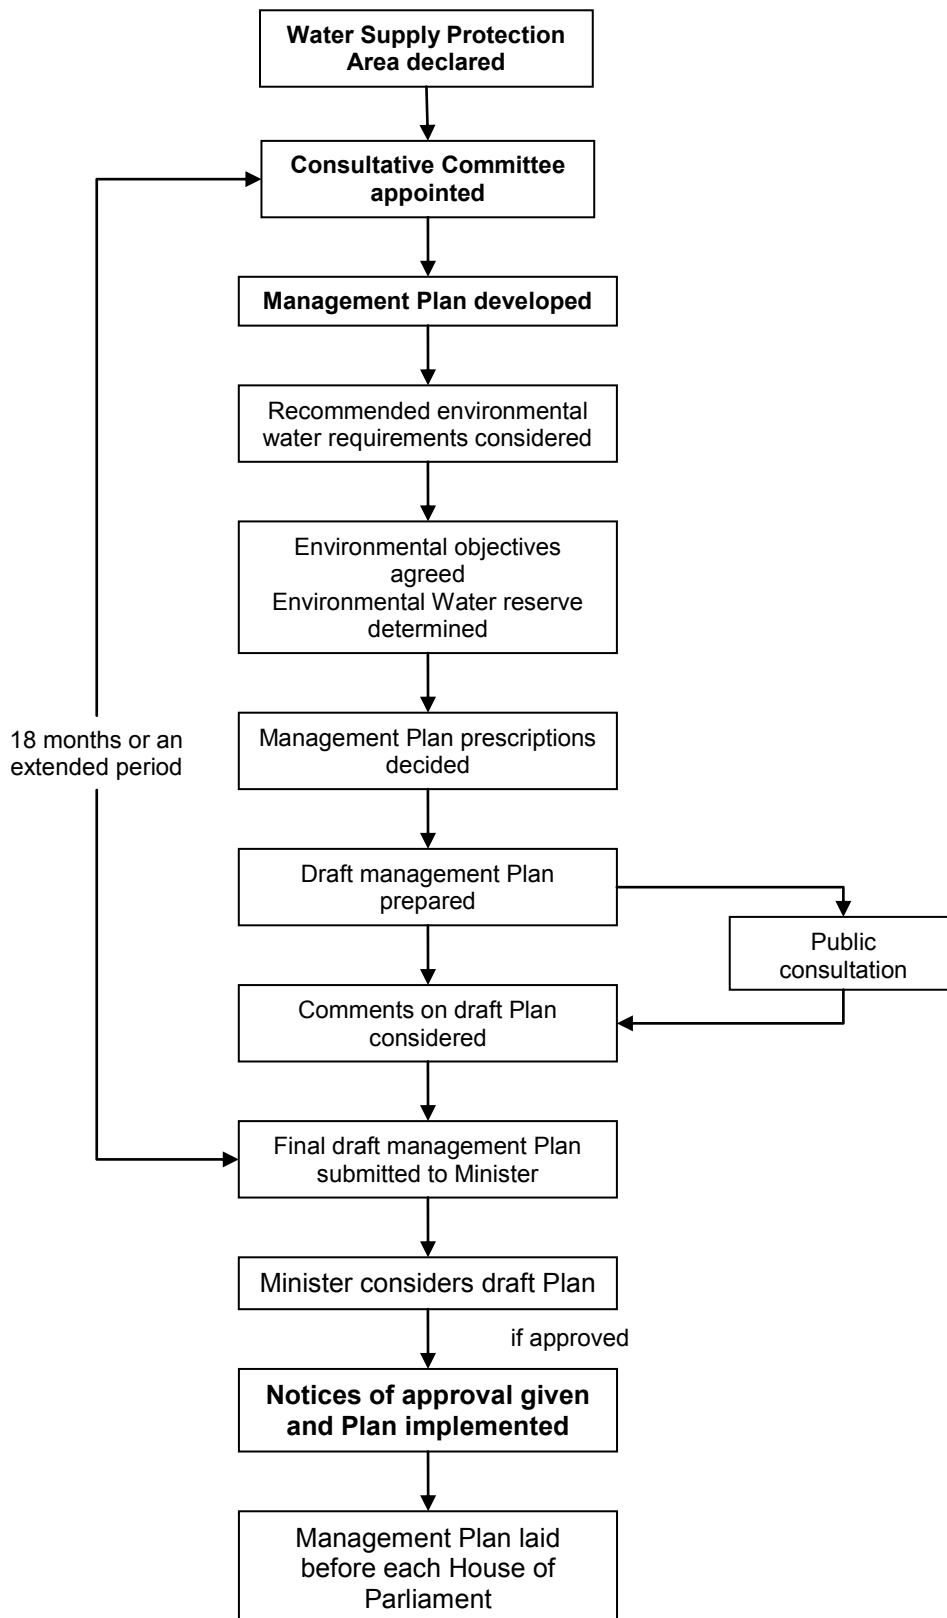 Water Supply Protection
Area declared
Consultative Committee
appointed
Management Plan developed
Recommended environmental
water requirements considered
Environmental objectives
agreed
Environmental Water reserve
determined
18 months or an
extended period
Management Plan prescriptions
decided
Draft management Plan
prepared
Public
consultation
Comments on draft Plan
considered
Final draft management Plan
submitted to Minister
Minister considers draft Plan
if approved
Notices of approval given
and Plan implemented
Management Plan laid
before each House of
Parliament